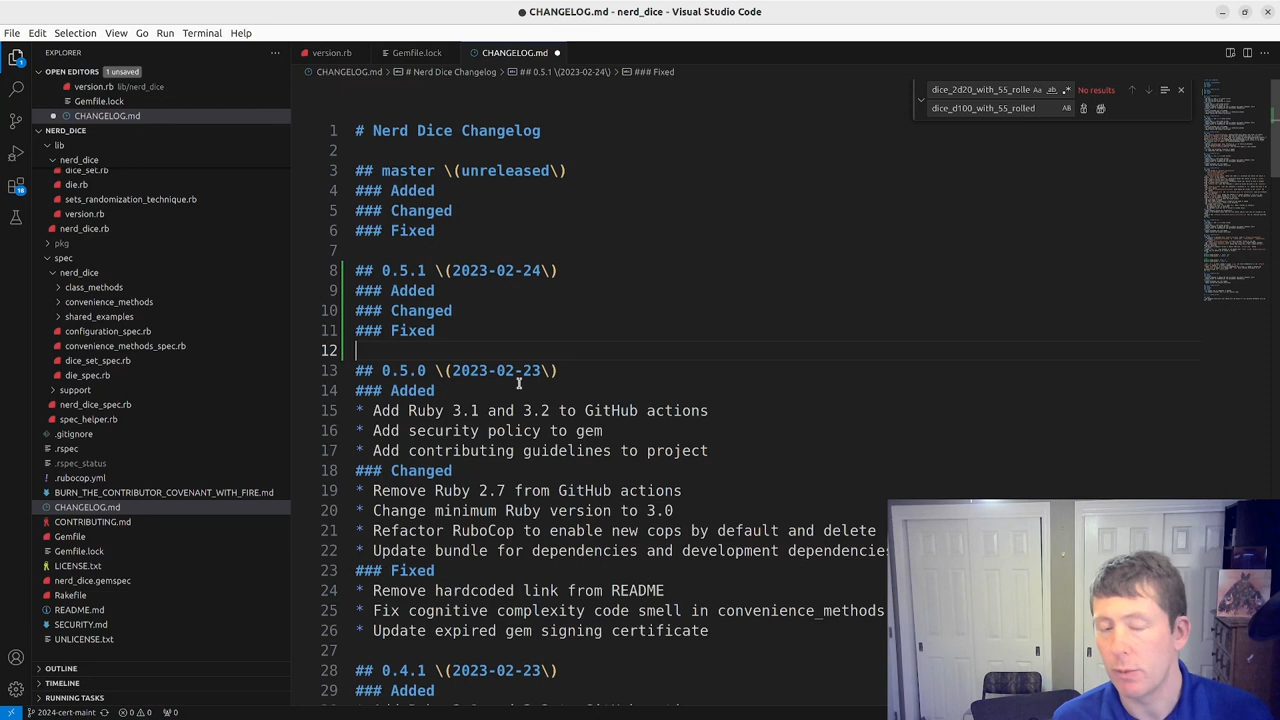 ● CHANGELOG.md - nerd_dice - Visual Studio Code
File Edit Selection View Go Run Terminal Help
EXPLORER
OPEN EDITORS 1 unsaved
version.rb lib/nerd_dice
Gemfile.lock
CHANGELOG.md
NERD_DICE
lib
nerd_dice
dice_set.rb
die.rb
sets_randomization_technique.rb
version.rb
nerd_dice.rb
pkg
spec
nerd_dice
class_methods
convenience_methods
shared_examples
configuration_spec.rb
convenience_methods_spec.rb
dice_set_spec.rb
die_spec.rb
support
nerd_dice_spec.rb
spec_helper.rb
.gitignore
.rspec
.rspec_status
.rubocop.yml
BURN_THE_CONTRIBUTOR_COVENANT_WITH_FIRE.md
CHANGELOG.md
CONTRIBUTING.md
Gemfile
Gemfile.lock
LICENSE.txt
nerd_dice.gemspec
Rakefile
README.md
SECURITY.md
UNLICENSE.txt
OUTLINE
TIMELINE
RUNNING TASKS
1
18
version.rb Gemfile.lock CHANGELOG.md
CHANGELOG.md > # Nerd Dice Changelog > ## 0.5.1 \(2023-02-24\) > ### Fixed
dice_2d20_with_55_rolle Aa ab No results
dice_d100_with_55_rolled AB
1 # Nerd Dice Changelog
2
3 ## master \(unreleased\)
4 ### Added
5 ### Changed
6 ### Fixed
7
8 ## 0.5.1 \(2023-02-24\)
9 ### Added
10 ### Changed
11 ### Fixed
12
13 ## 0.5.0 \(2023-02-23\)
14 ### Added
15 * Add Ruby 3.1 and 3.2 to GitHub actions
16 * Add security policy to gem
17 * Add contributing guidelines to project
18 ### Changed
19 * Remove Ruby 2.7 from GitHub actions
20 * Change minimum Ruby version to 3.0
21 * Refactor RuboCop to enable new cops by default and delete
22 * Update bundle for dependencies and development dependencies
23 ### Fixed
24 * Remove hardcoded link from README
25 * Fix cognitive complexity code smell in convenience_methods
26 * Update expired gem signing certificate
27
28 ## 0.4.1 \(2023-02-23\)
29 ### Added
2024-cert-maint 0 0 0